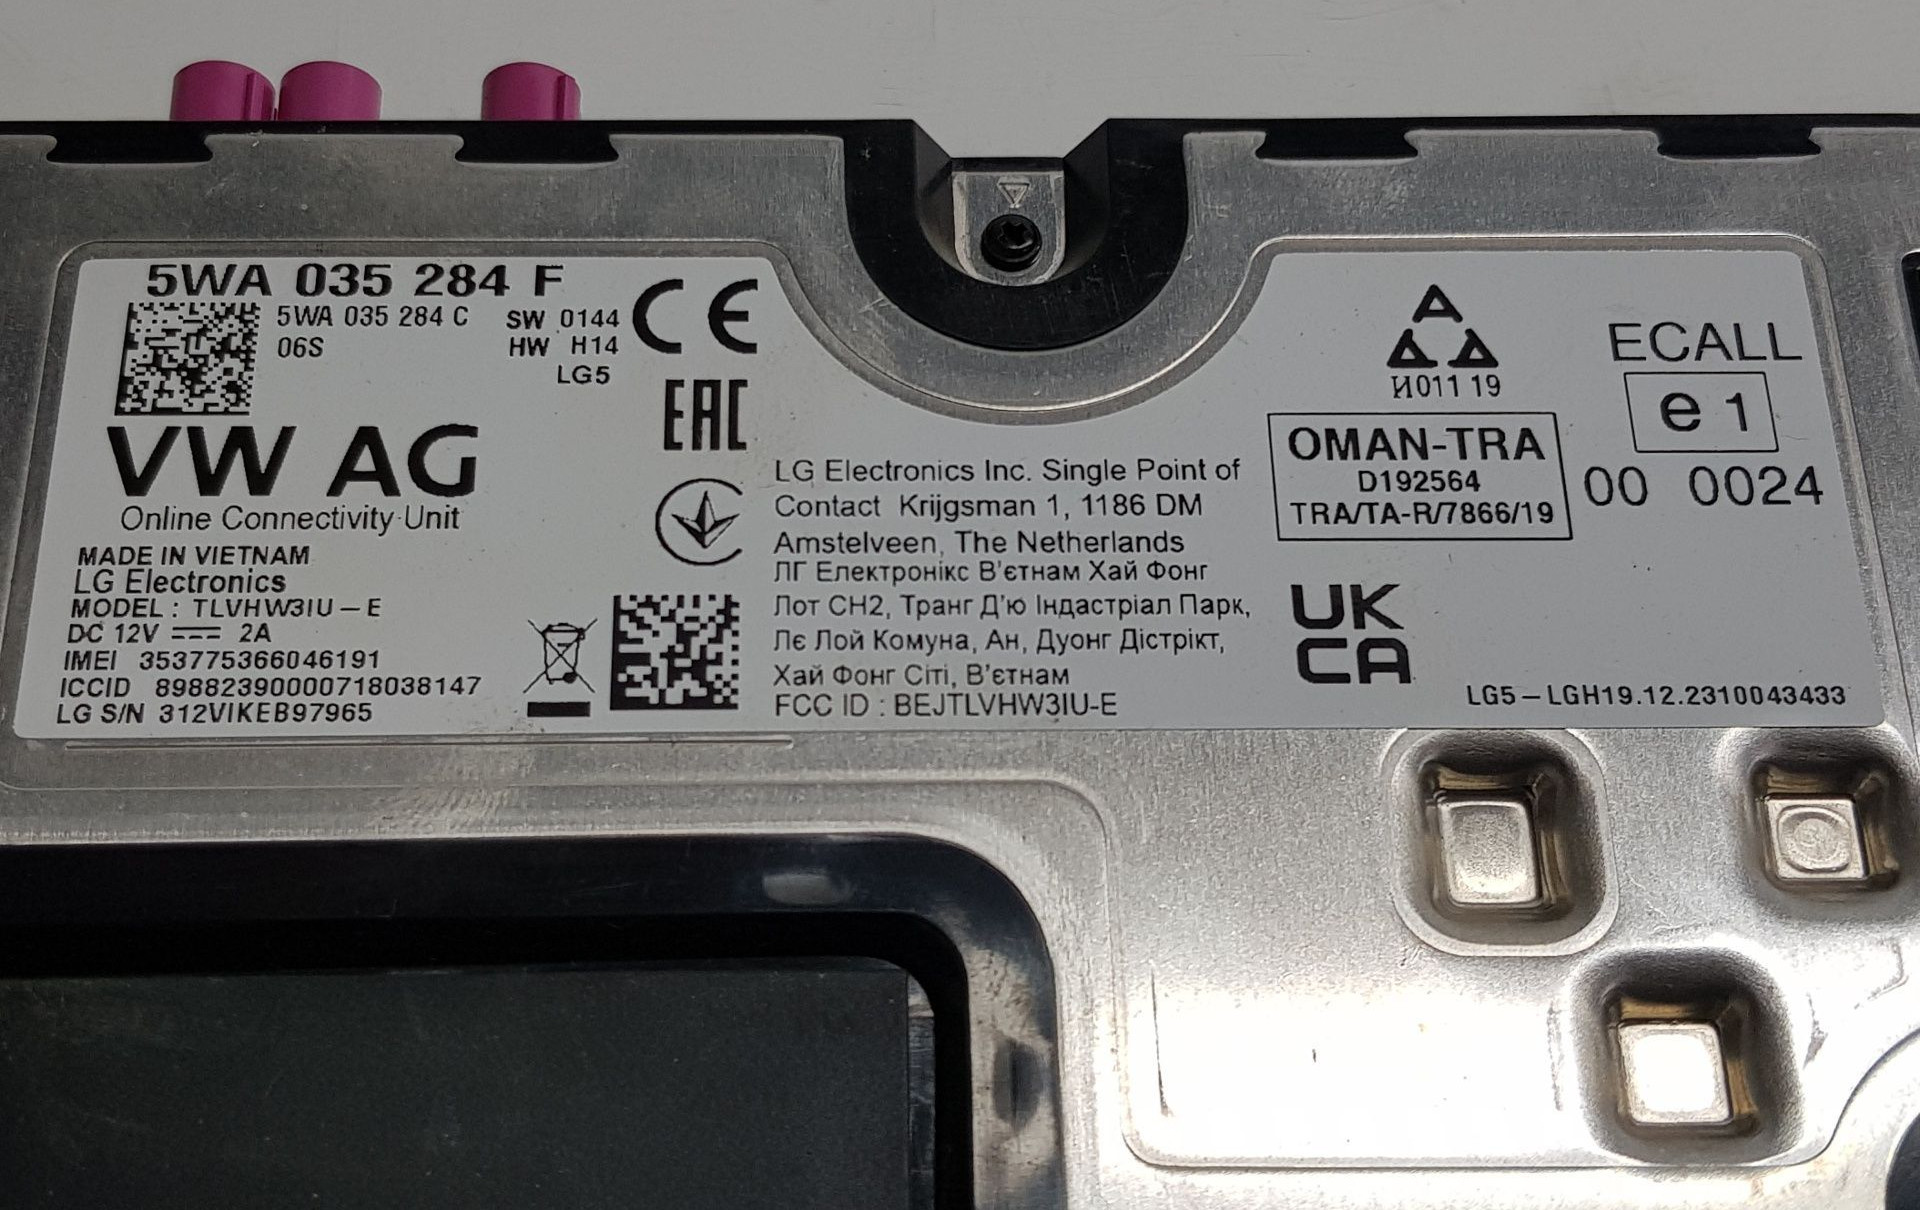 5WA 035 284 F
5WA 035 284 C
06S
SW 0144
HW H14
LG5
CE
EAC
VW AG
Online Connectivity Unit
MADE IN VIETNAM
LG Electronics
MODEL : TLVHW3IU-E
DC 12V 2A
IMEI 353775366046191
ICCID 89882390000718038147
LG S/N 312VIKEB97965
LG Electronics Inc. Single Point of
Contact Krijgsman 1, 1186 DM
Amstelveen, The Netherlands
ЛГ Електронікс В'єтнам Хай Фонг
Лот CH2, Транг Д'ю Індастріал Парк,
Лє Лой Комуна, Ан, Дуонг Дістрікт,
Хай Фонг Сіті, В'єтнам
FCC ID : BEJTLVHW3IU-E
И011 19
OMAN-TRA
D192564
TRA/TA-R/7866/19
ECALL
e1
00 0024
UK
CA
LG5-LGH19.12.2310043433